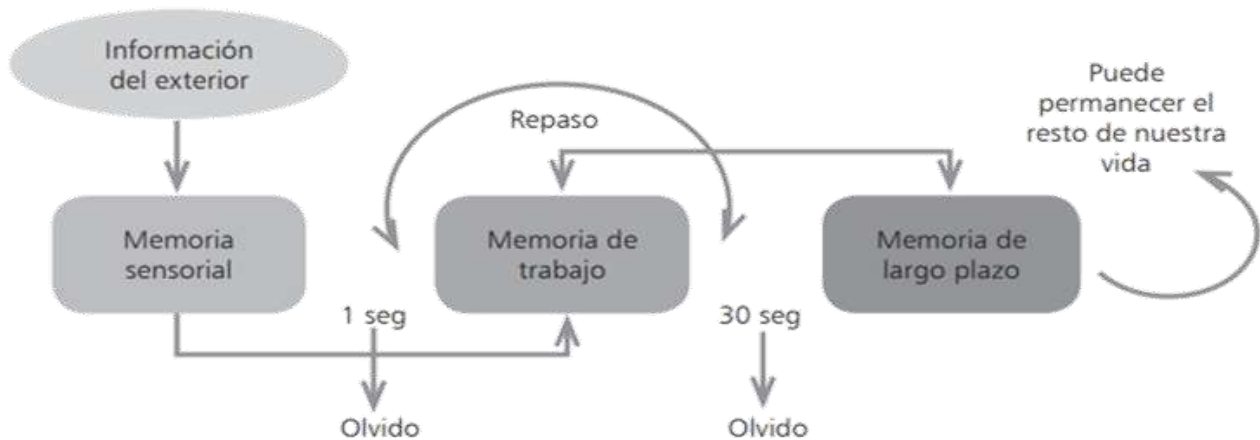 Información
del exterior
Repaso
Puede
permanecer el
resto de nuestra
vida
Memoria
sensorial
Memoria de
trabajo
Memoria de
largo plazo
1 seg
30 seg
Olvido
Olvido